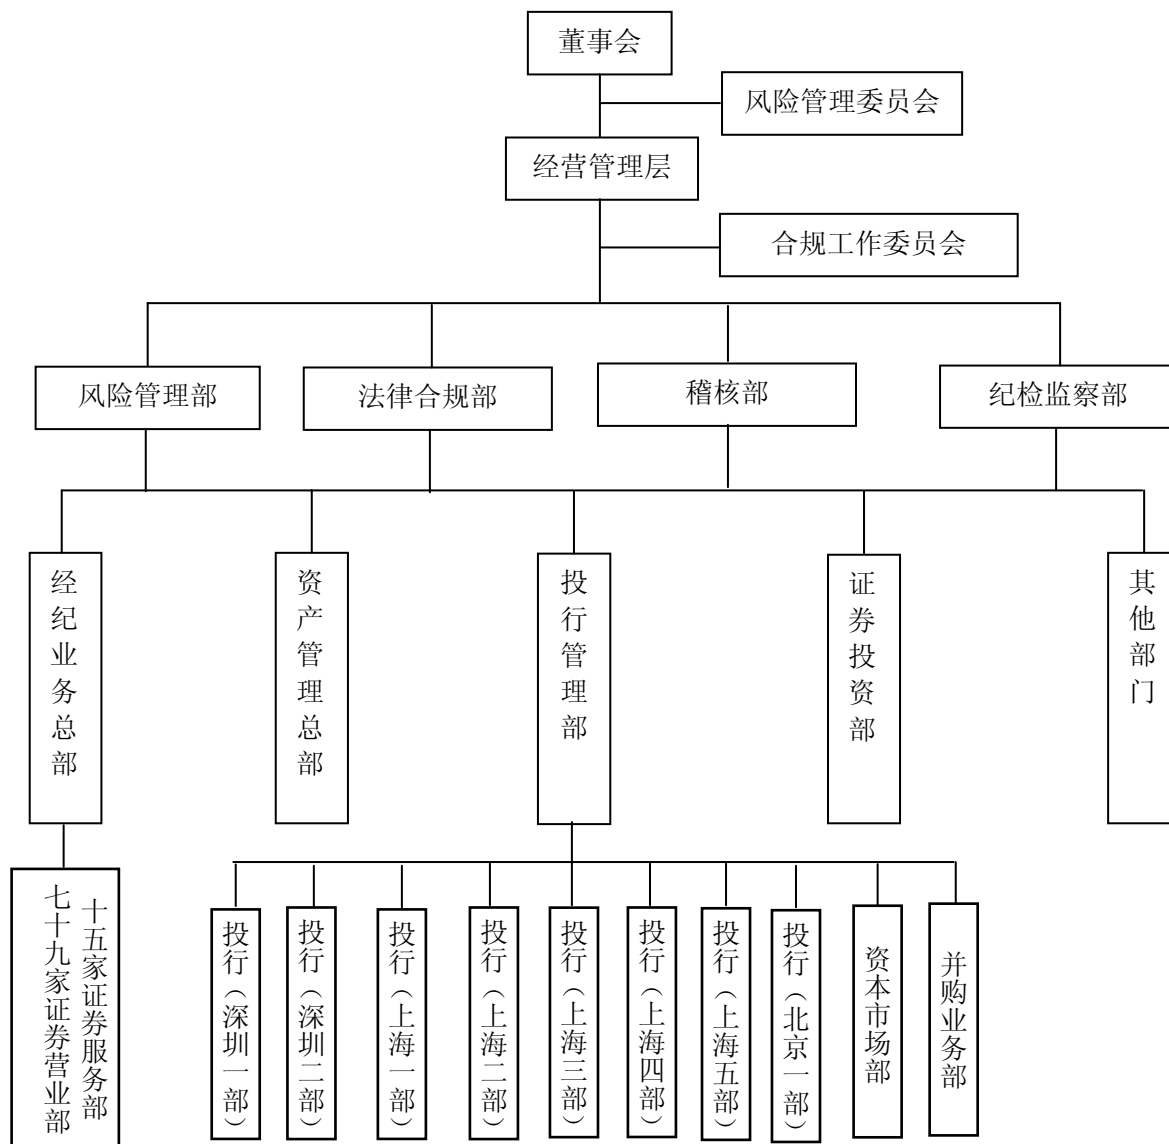 董事会
风险管理委员会
经营管理层
合规工作委员会
风险管理部
法律合规部
稽核部
纪检监察部
经纪业务总部
资产管理总部
投行管理部
证券投资部
其他部门
十五家证券服务部
七十九家证券营业部
投行（深圳一部）
投行（深圳二部）
投行（上海一部）
投行（上海二部）
投行（上海三部）
投行（上海四部）
投行（上海五部）
投行（北京一部）
资本市场部
并购业务部